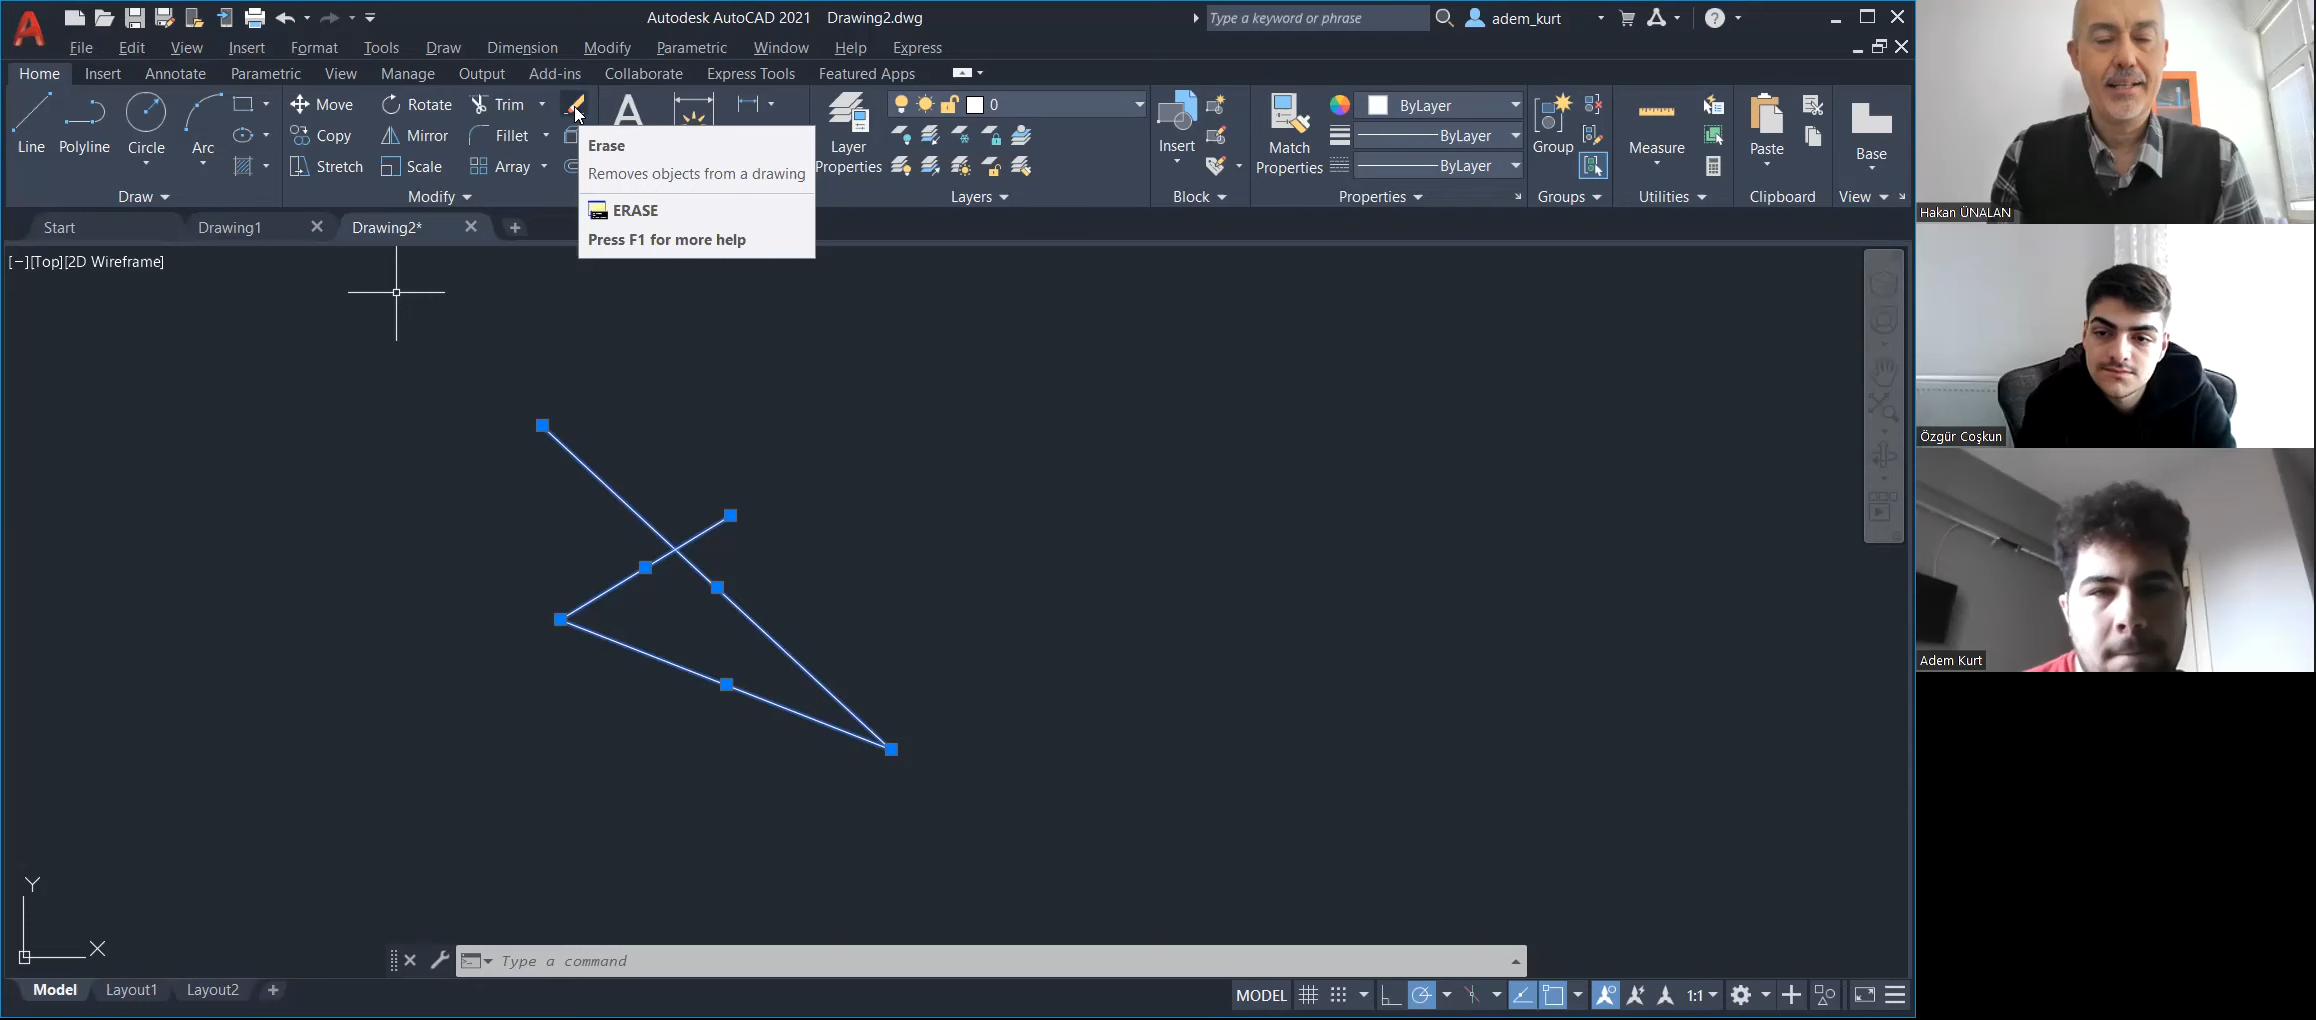 Autodesk AutoCAD 2021 Drawing2.dwg
Type a keyword or phrase
adem_kurt
File Edit View Insert Format Tools Draw Dimension Modify Parametric Window Help Express
Home Insert Annotate Parametric View Manage Output Add-ins Collaborate Express Tools Featured Apps
Line
Polyline
Circle
Arc
Draw
Move
Rotate
Trim
Copy
Mirror
Fillet
Stretch
Scale
Array
Modify
Erase
Removes objects from a drawing
ERASE
Press F1 for more help
Layer
Properties
0
Layers
Insert
Block
Match
Properties
ByLayer
ByLayer
ByLayer
Properties
Group
Groups
Measure
Utilities
Paste
Clipboard
Base
View
Start
Drawing1
Drawing2*
[−][Top][2D Wireframe]
Y
X
Type a command
Model
Layout1
Layout2
MODEL
1:1
Hakan ÜNALAN
Özgür Coşkun
Adem Kurt